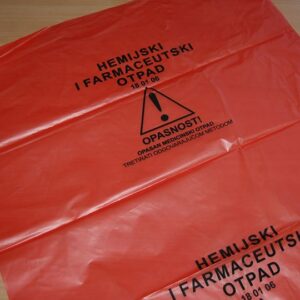 HEMIJSKI
I FARMACEUTSKI
OTPAD
18 01 06
OPASNOST!
OPASAN MEDICINSKI OTPAD
TRETIRATI ODGOVARAJUĆOM METODOM
HEMIJSKI
I FARMACEUTSKI
OTPAD
18 01 06